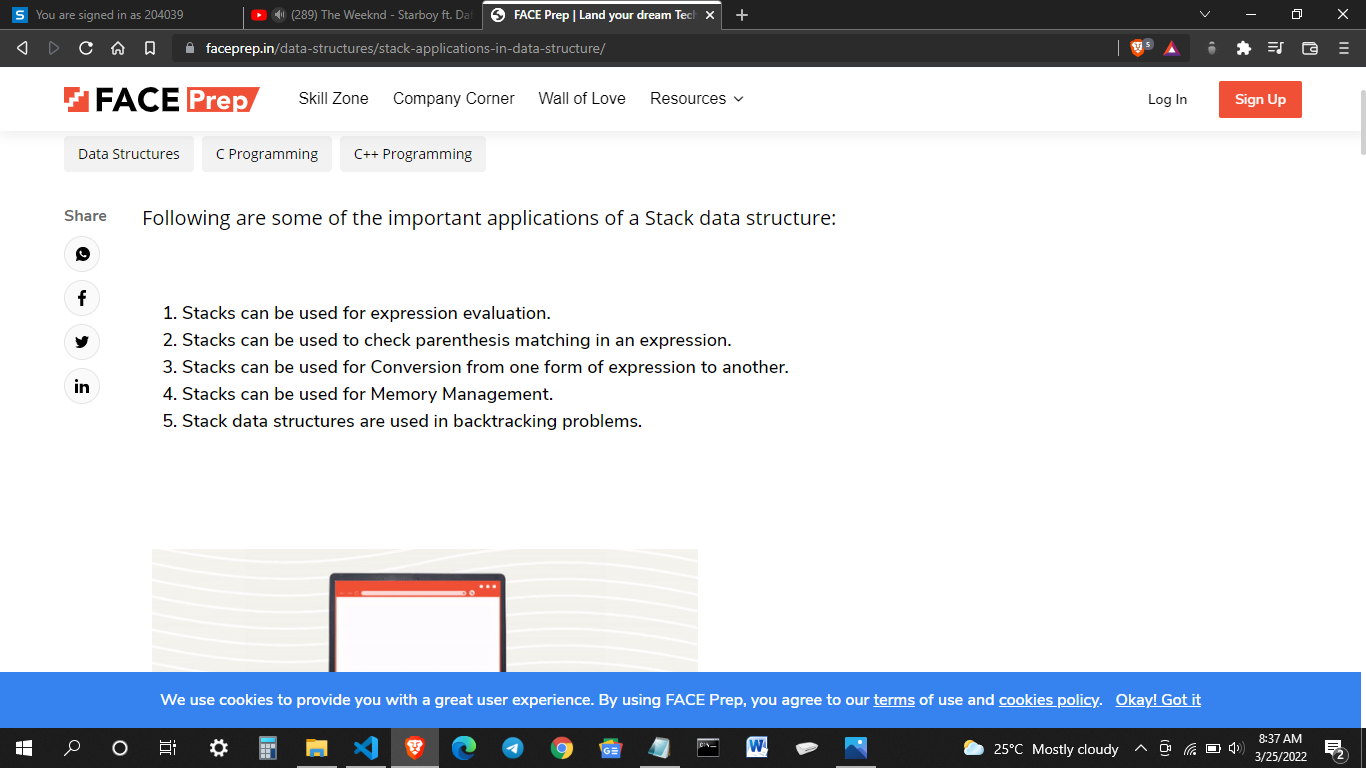 You are signed in as 204039
(289) The Weeknd - Starboy ft. Daf
FACE Prep | Land your dream Tech
faceprep.in/data-structures/stack-applications-in-data-structure/
5
FACE Prep
Skill Zone
Company Corner
Wall of Love
Resources
Log In
Sign Up
Data Structures
C Programming
C++ Programming
Share
Following are some of the important applications of a Stack data structure:
1. Stacks can be used for expression evaluation.
2. Stacks can be used to check parenthesis matching in an expression.
3. Stacks can be used for Conversion from one form of expression to another.
4. Stacks can be used for Memory Management.
5. Stack data structures are used in backtracking problems.
We use cookies to provide you with a great user experience. By using FACE Prep, you agree to our terms of use and cookies policy. Okay! Got it
25°C Mostly cloudy
8:37 AM
3/25/2022
2